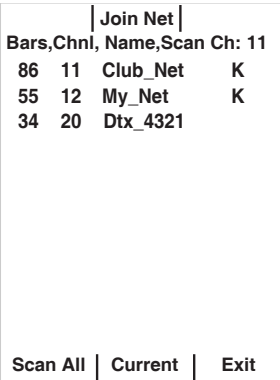 Join Net
Bars,Chnl, Name,Scan Ch: 11
86 11 Club_Net K
55 12 My_Net K
34 20 Dtx_4321
Scan All | Current | Exit